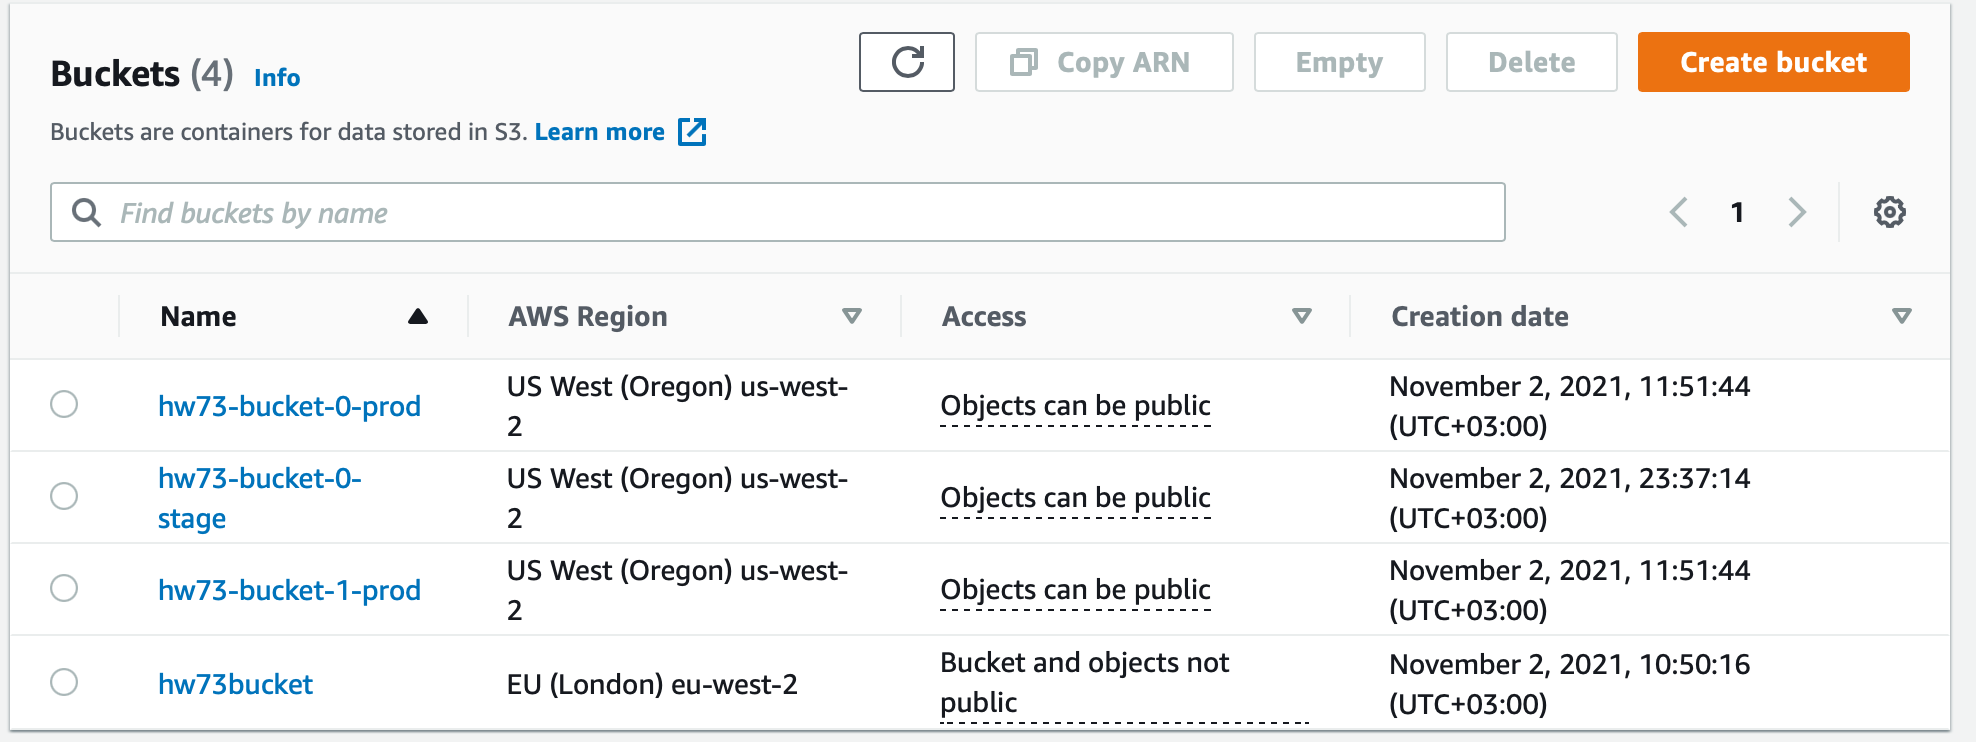 Buckets (4) Info
Copy ARN
Empty
Delete
Create bucket
Buckets are containers for data stored in S3. Learn more
Find buckets by name
1
Name AWS Region Access Creation date
hw73-bucket-0-prod
US West (Oregon) us-west-
2
Objects can be public
November 2, 2021, 11:51:44
(UTC+03:00)
hw73-bucket-0-
stage
US West (Oregon) us-west-
2
Objects can be public
November 2, 2021, 23:37:14
(UTC+03:00)
hw73-bucket-1-prod
US West (Oregon) us-west-
2
Objects can be public
November 2, 2021, 11:51:44
(UTC+03:00)
hw73bucket
EU (London) eu-west-2
Bucket and objects not
public
November 2, 2021, 10:50:16
(UTC+03:00)